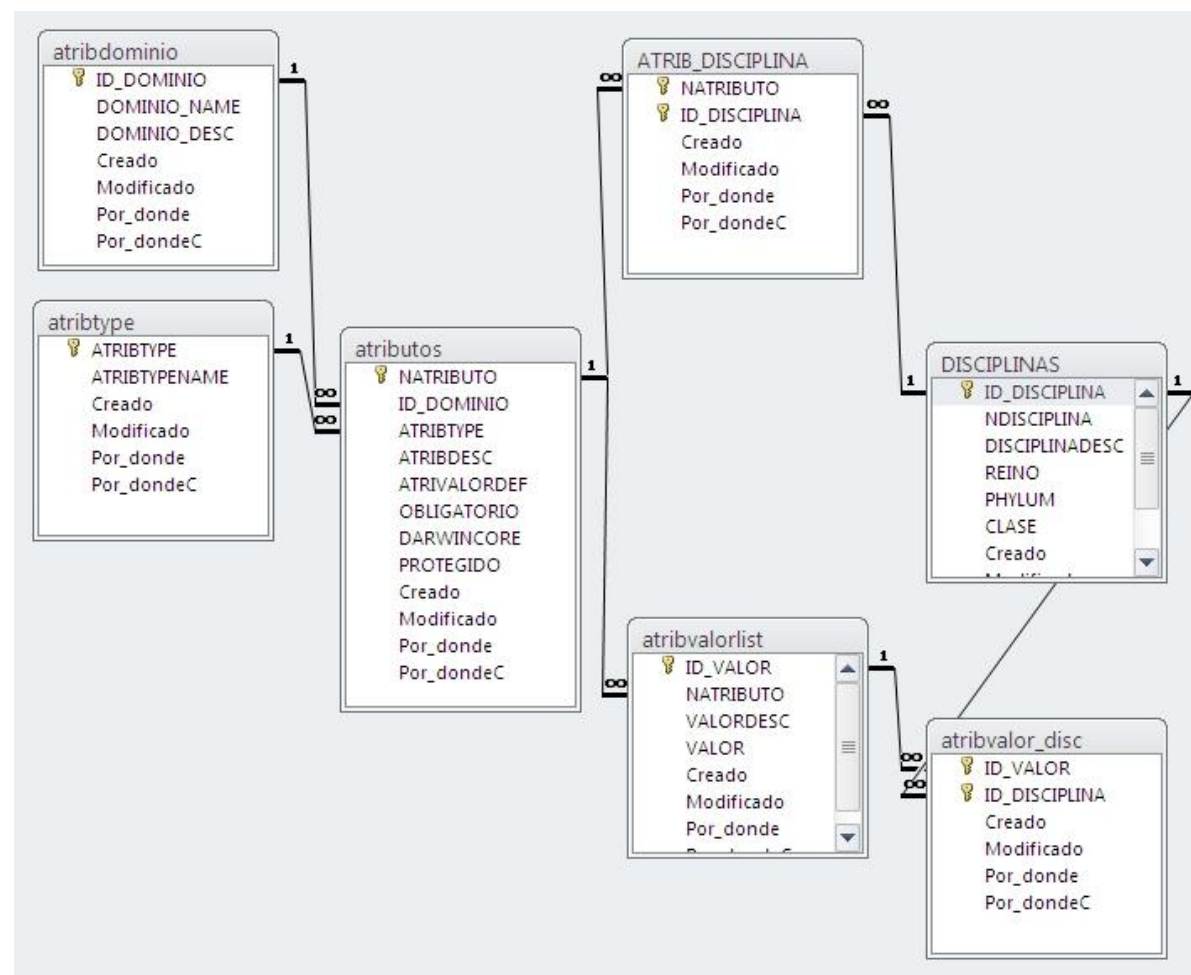 atribdominio
ID_DOMINIO
DOMINIO_NAME
DOMINIO_DESC
Creado
Modificado
Por_donde
Por_dondeC
1
atribtype
ATRIBTYPE
ATRIBTYPENAME
Creado
Modificado
Por_donde
Por_dondeC
1
∞
∞
atributos
NATRIBUTO
ID_DOMINIO
ATRIBTYPE
ATRIBDESC
ATRIVALORDEF
OBLIGATORIO
DARWINCORE
PROTEGIDO
Creado
Modificado
Por_donde
Por_dondeC
1
∞
ATRIB_DISCIPLINA
NATRIBUTO
ID_DISCIPLINA
Creado
Modificado
Por_donde
Por_dondeC
∞
1
DISCIPLINAS
ID_DISCIPLINA
NDISCIPLINA
DISCIPLINADESC
REINO
PHYLUM
CLASE
Creado
1
∞
atribvalorlist
ID_VALOR
NATRIBUTO
VALORDESC
VALOR
Creado
Modificado
Por_donde
1
∞
∞
atribvalor_disc
ID_VALOR
ID_DISCIPLINA
Creado
Modificado
Por_donde
Por_dondeC